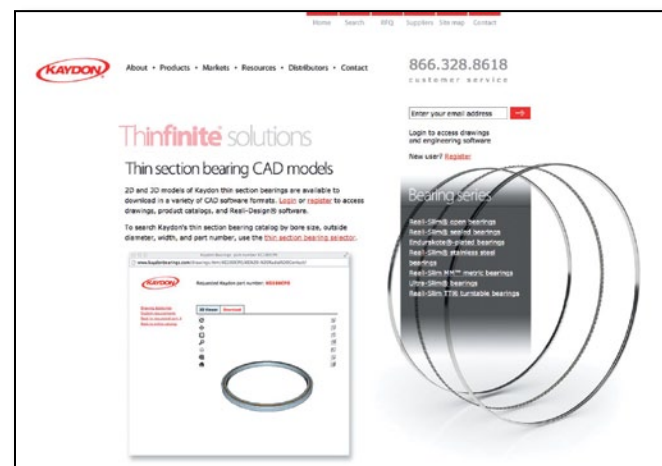 Home Search RFQ Suppliers Site map Contact
KAYDON
About • Products • Markets • Resources • Distributors • Contact
866.328.8618
customer service
Enter your email address
Login to access drawings
and engineering software
New user? Register
Thinfinite solutions
Thin section bearing CAD models
2D and 3D models of Kaydon thin section bearings are available to
download in a variety of CAD software formats. Login or register to access
drawings, product catalogs, and Reali-Design® software.
To search Kaydon's thin section bearing catalog by bore size, outside
diameter, width, and part number, use the thin section bearing selector.
Bearing series
Reali-Slim® open bearings
Reali-Slim® sealed bearings
Endurakote®-plated bearings
Reali-Slim® stainless steel
bearings
Reali-Slim MM™ metric bearings
Ultra-Slim® bearings
Reali-Slim TT® turntable bearings
KAYDON
Requested Kaydon part number:
3D Viewer Download